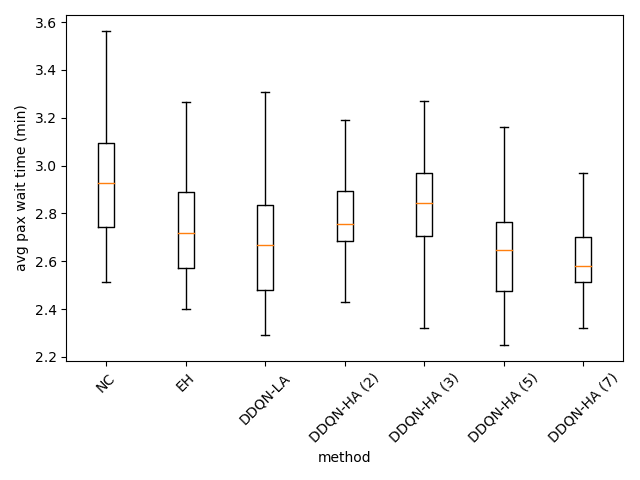 avg pax wait time (min)
3.6
3.4
3.2
3.0
2.8
2.6
2.4
2.2
NC
EH
DDQN-LA
DDQN-HA (2)
DDQN-HA (3)
DDQN-HA (5)
DDQN-HA (7)
method